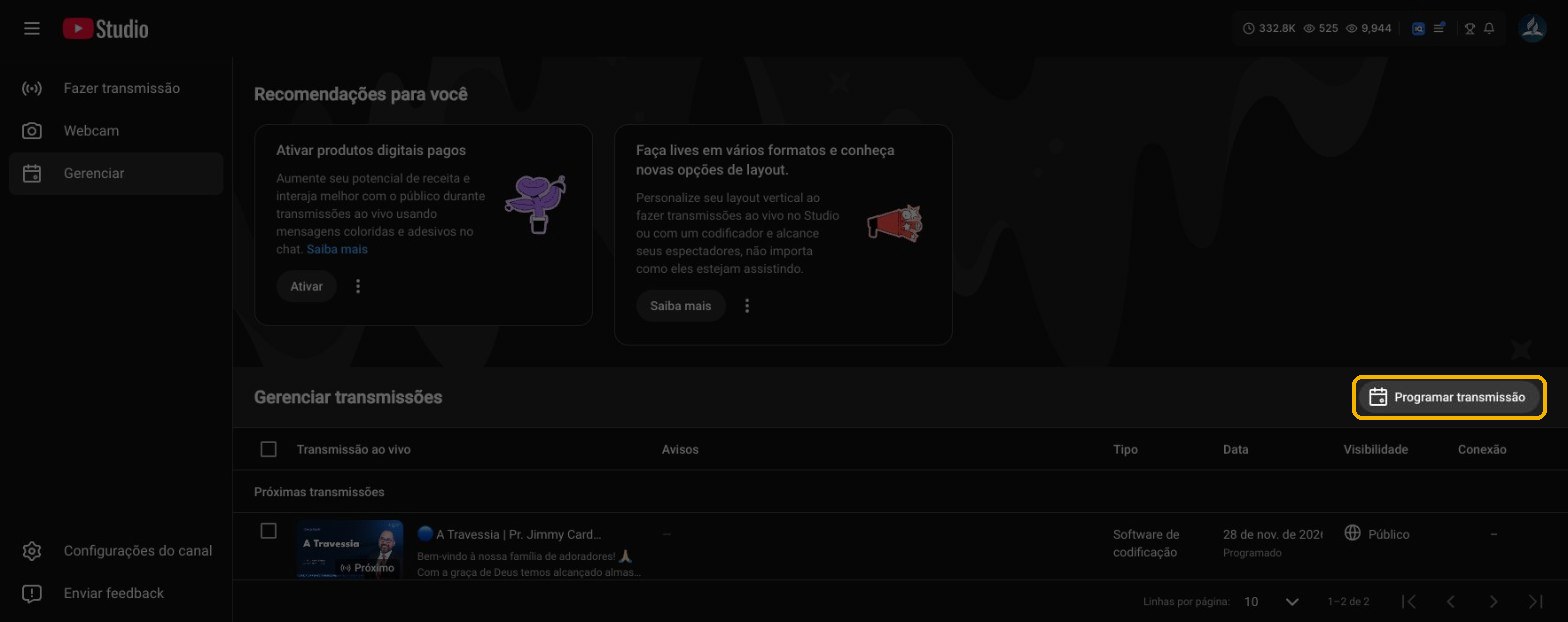 Studio
332.8K 525 9,944
Fazer transmissão
Webcam
Gerenciar
Configurações do canal
Enviar feedback
Recomendações para você
Ativar produtos digitais pagos
Aumente seu potencial de receita e
interaja melhor com o público durante
transmissões ao vivo usando
mensagens coloridas e adesivos no
chat. Saiba mais
Ativar
Faça lives em vários formatos e conheça
novas opções de layout.
Personalize seu layout vertical ao
fazer transmissões ao vivo no Studio
ou com um codificador e alcance
seus espectadores, não importa
como eles estejam assistindo.
Saiba mais
Gerenciar transmissões
Programar transmissão
Transmissão ao vivo Avisos Tipo Data Visibilidade Conexão
Próximas transmissões
A Travessia
Próximo
A Travessia | Pr. Jimmy Card...
Bem-vindo à nossa família de adoradores!
Com a graça de Deus temos alcançado almas...
–
Software de
codificação
28 de nov. de 202
Programado
Público
–
Linhas por página: 10 1–2 de 2